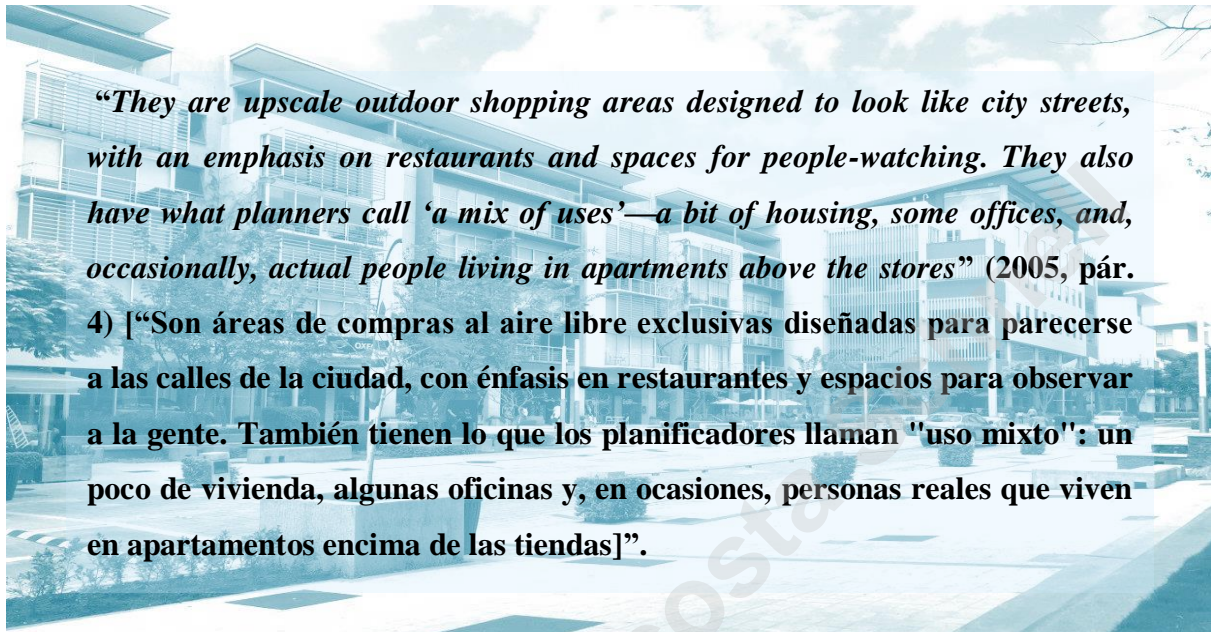 “They are upscale outdoor shopping areas designed to look like city streets,
with an emphasis on restaurants and spaces for people-watching. They also
have what planners call ‘a mix of uses’—a bit of housing, some offices, and,
occasionally, actual people living in apartments above the stores” (2005, pár.
4) [“Son áreas de compras al aire libre exclusivas diseñadas para parecerse
a las calles de la ciudad, con énfasis en restaurantes y espacios para observar
a la gente. También tienen lo que los planificadores llaman "uso mixto": un
poco de vivienda, algunas oficinas y, en ocasiones, personas reales que viven
en apartamentos encima de las tiendas]”.